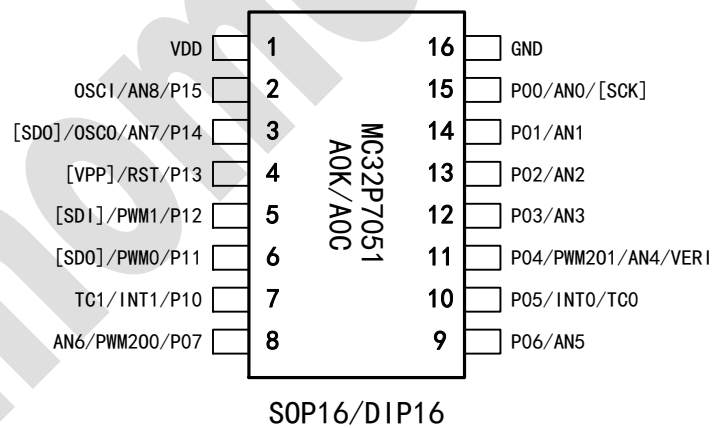 VDD 1 16 GND
OSCI/AN8/P15 2 15 P00/AN0/[SCK]
[SDO]/OSCO/AN7/P14 3 14 P01/AN1
[VPP]/RST/P13 4 13 P02/AN2
[SDI]/PWM1/P12 5 12 P03/AN3
[SDO]/PWM0/P11 6 11 P04/PWM201/AN4/VERI
TC1/INT1/P10 7 10 P05/INT0/TC0
AN6/PWM200/P07 8 9 P06/AN5
MC32P7051
A0K/A0C
SOP16/DIP16